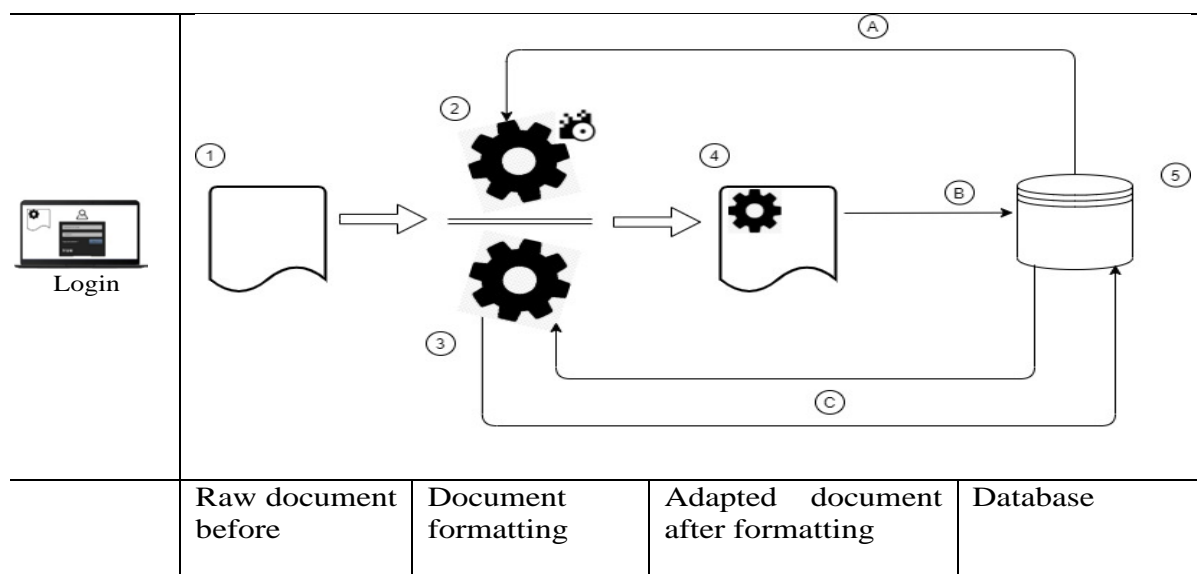 A
2
1
4
5
B
Login
3
C
Raw document before
Document formatting
Adapted document after formatting
Database